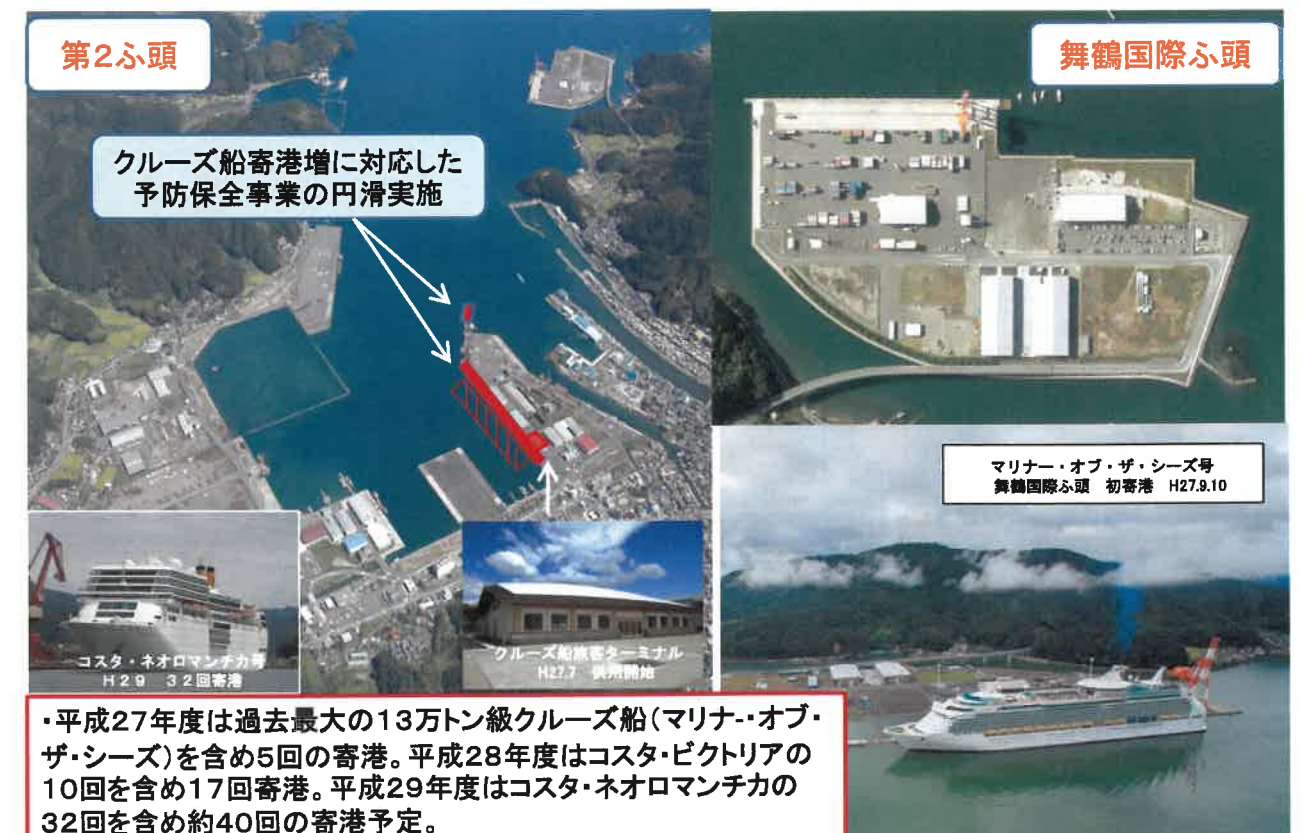 第2ふ頭
舞鶴国際ふ頭
クルーズ船寄港増に対応した
予防保全事業の円滑実施
マリナー・オブ・ザ・シーズ号
舞鶴国際ふ頭 初寄港 H27.9.10
コスタ・ネオロマンチカ号
H29 32回寄港
クルーズ船旅客ターミナル
H27.7 供用開始
・平成27年度は過去最大の13万トン級クルーズ船(マリナ-・オブ・
ザ・シーズ)を含め5回の寄港。平成28年度はコスタ・ビクトリアの
10回を含め17回寄港。平成29年度はコスタ・ネオロマンチカの
32回を含め約40回の寄港予定。